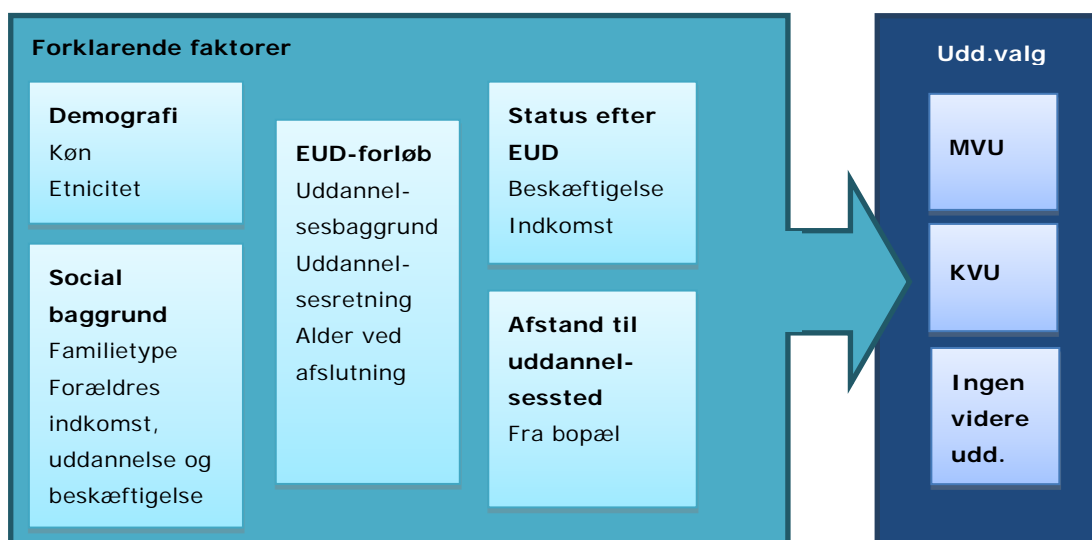 Forklarende faktorer
Demografi
Køn
Etnicitet
Social
baggrund
Familietype
Forældres
indkomst,
uddannelse og
beskæftigelse
EUD-forløb
Uddannel-
sesbaggrund
Uddannel-
sesretning
Alder ved
afslutning
Status efter
EUD
Beskæftigelse
Indkomst
Afstand til
uddannel-
sessted
Fra bopæl
Udd.valg
MVU
KVU
Ingen
videre
udd.